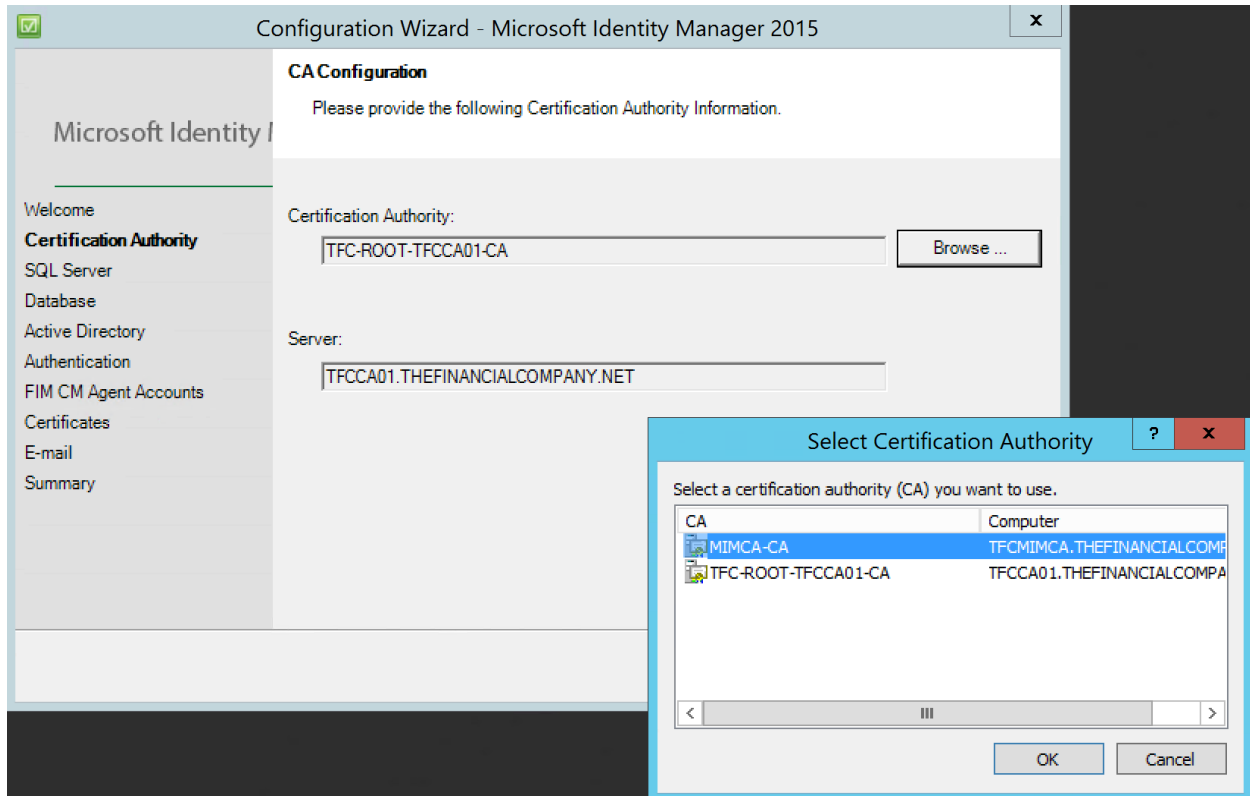 Configuration Wizard - Microsoft Identity Manager 2015
x
Microsoft Identity
CA Configuration
Please provide the following Certification Authority Information.
Welcome
Certification Authority
SQL Server
Database
Active Directory
Authentication
FIM CM Agent Accounts
Certificates
E-mail
Summary
Certification Authority:
TFC-ROOT-TFCCA01-CA
Browse ...
Server:
TFCCA01.THEFINANCIALCOMPANY.NET
Select Certification Authority
? x
Select a certification authority (CA) you want to use.
CA Computer
MIMCA-CA TFCMIMCA.THEFINANCIALCOMP
TFC-ROOT-TFCCA01-CA TFCCA01.THEFINANCIALCOMPA
OK Cancel